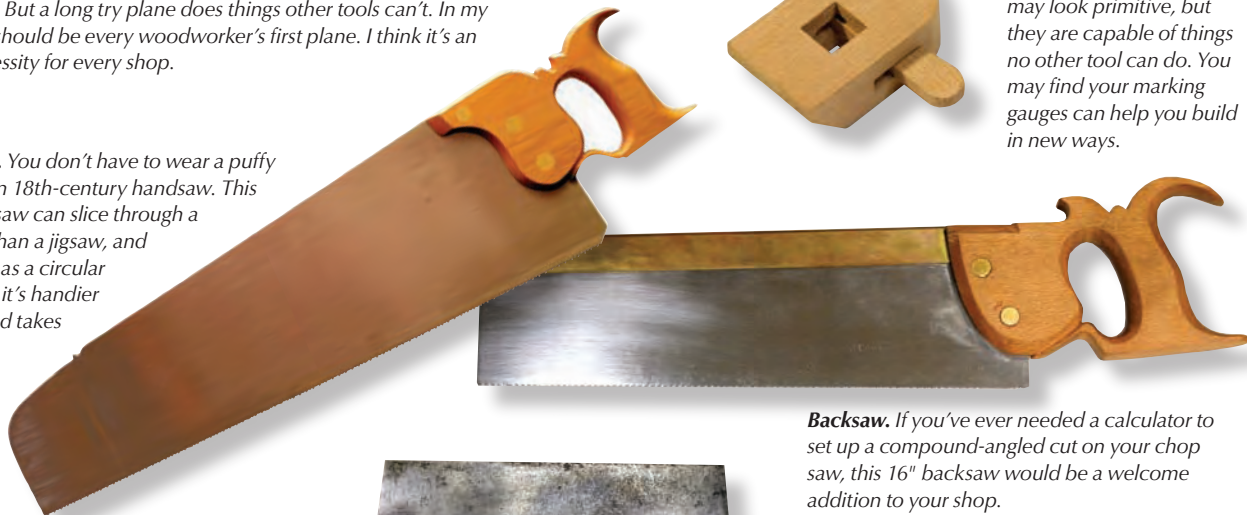 But a long try plane does things other tools can’t. In my
should be every woodworker’s first plane. I think it’s an
essity for every shop.
may look primitive, but
they are capable of things
no other tool can do. You
may find your marking
gauges can help you build
in new ways.
. You don’t have to wear a puffy
n 18th-century handsaw. This
saw can slice through a
han a jigsaw, and
as a circular
it’s handier
d takes
Backsaw. If you’ve ever needed a calculator to
set up a compound-angled cut on your chop
saw, this 16" backsaw would be a welcome
addition to your shop.